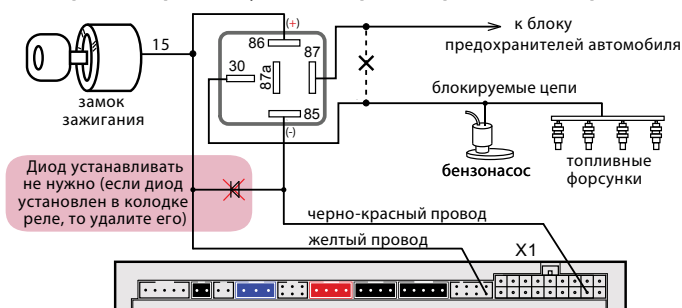 (+)
к блоку
предохранителей автомобиля
15
86
87
30
87a
блокируемые цепи
замок
зажигания
85
(-)
бензонасос
топливные
форсунки
Диод устанавливать
не нужно (если диод
установлен в колодке
реле, то удалите его)
черно-красный провод
желтый провод
X1